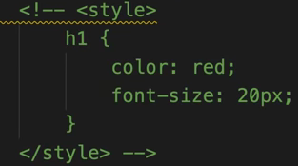 <!-- <style>
h1 {
color: red;
font-size: 20px;
}
</style> -->